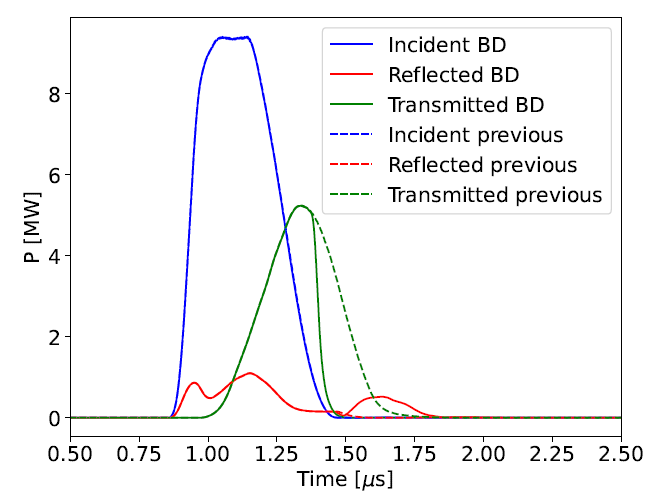 Incident BD
Reflected BD
Transmitted BD
Incident previous
Reflected previous
Transmitted previous
P [MW]
8
6
4
2
0
0.50 0.75 1.00 1.25 1.50 1.75 2.00 2.25 2.50
Time [μs]